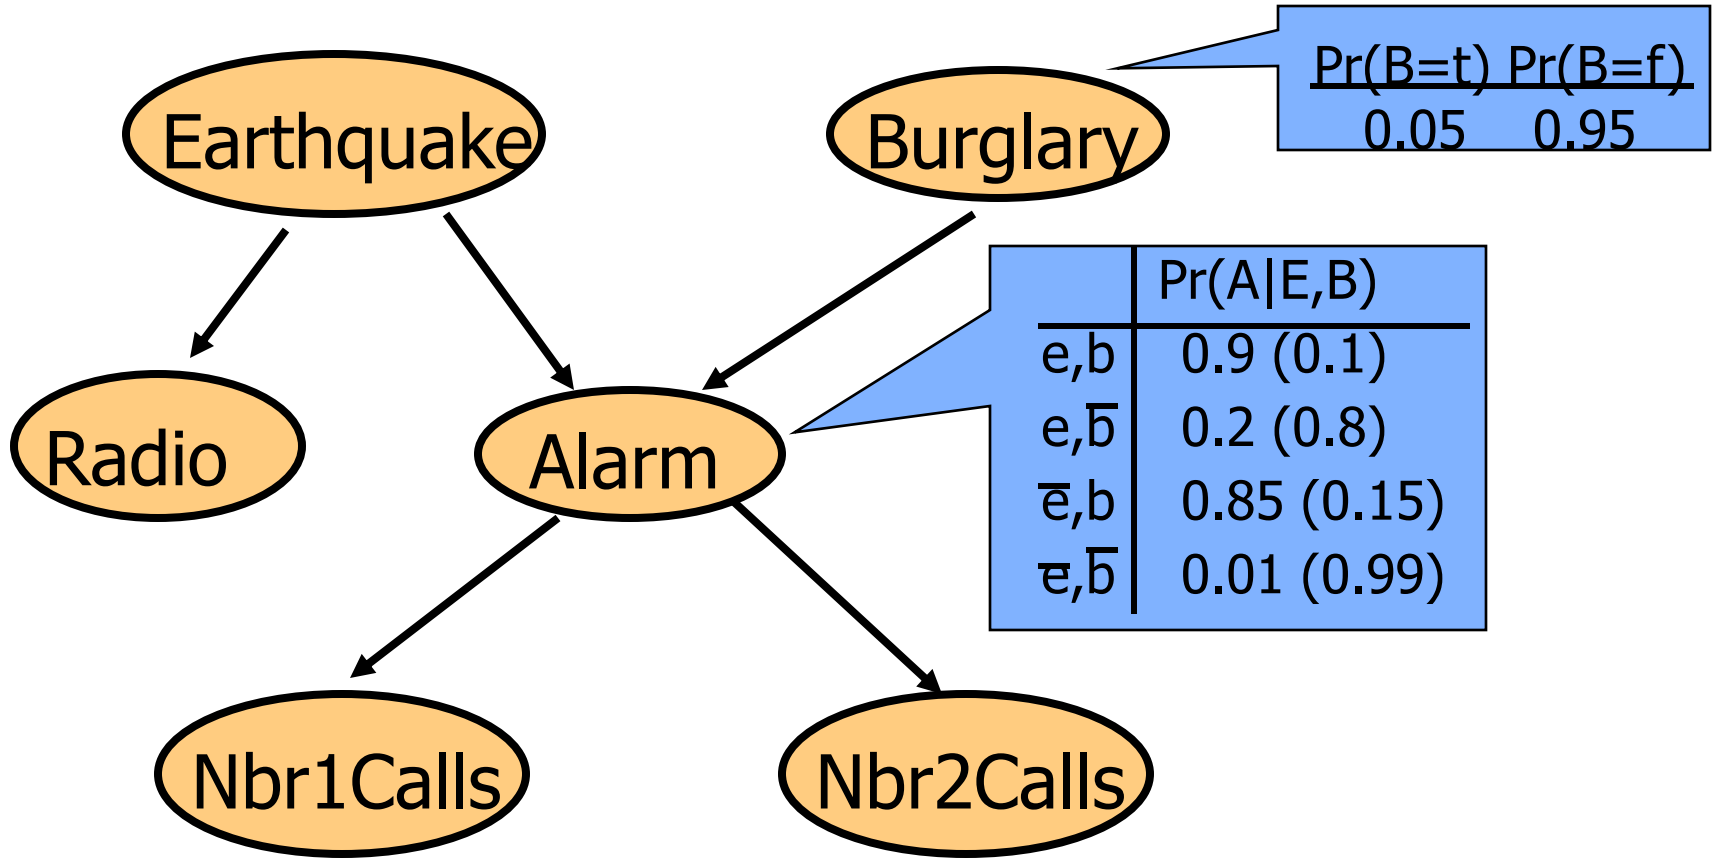 Pr(B=t) Pr(B=f)
0.05 0.95
Earthquake
Burglary
Pr(A|E,B)
e,b 0.9 (0.1)
e,b̅ 0.2 (0.8)
e̅,b 0.85 (0.15)
e̅,b̅ 0.01 (0.99)
Radio
Alarm
Nbr1Calls
Nbr2Calls